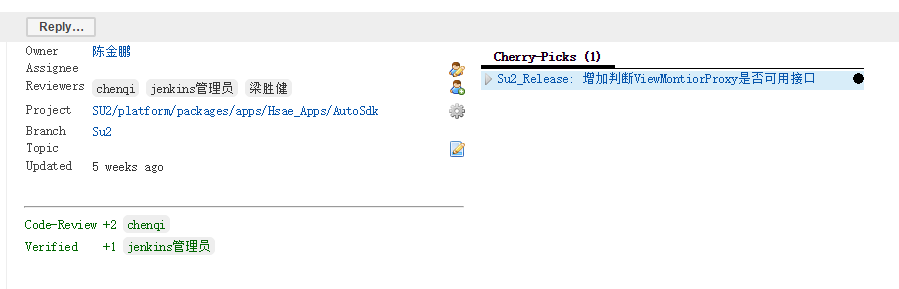 Reply...
Owner 陈金鹏
Assignee
Reviewers chenqi jenkins管理员 梁胜健
Project SU2/platform/packages/apps/Hsae_Apps/AutoSdk
Branch Su2
Topic
Updated 5 weeks ago
Code-Review +2 chenqi
Verified +1 jenkins管理员
Cherry-Picks (1)
Su2_Release: 增加判断ViewMontiorProxy是否可用接口